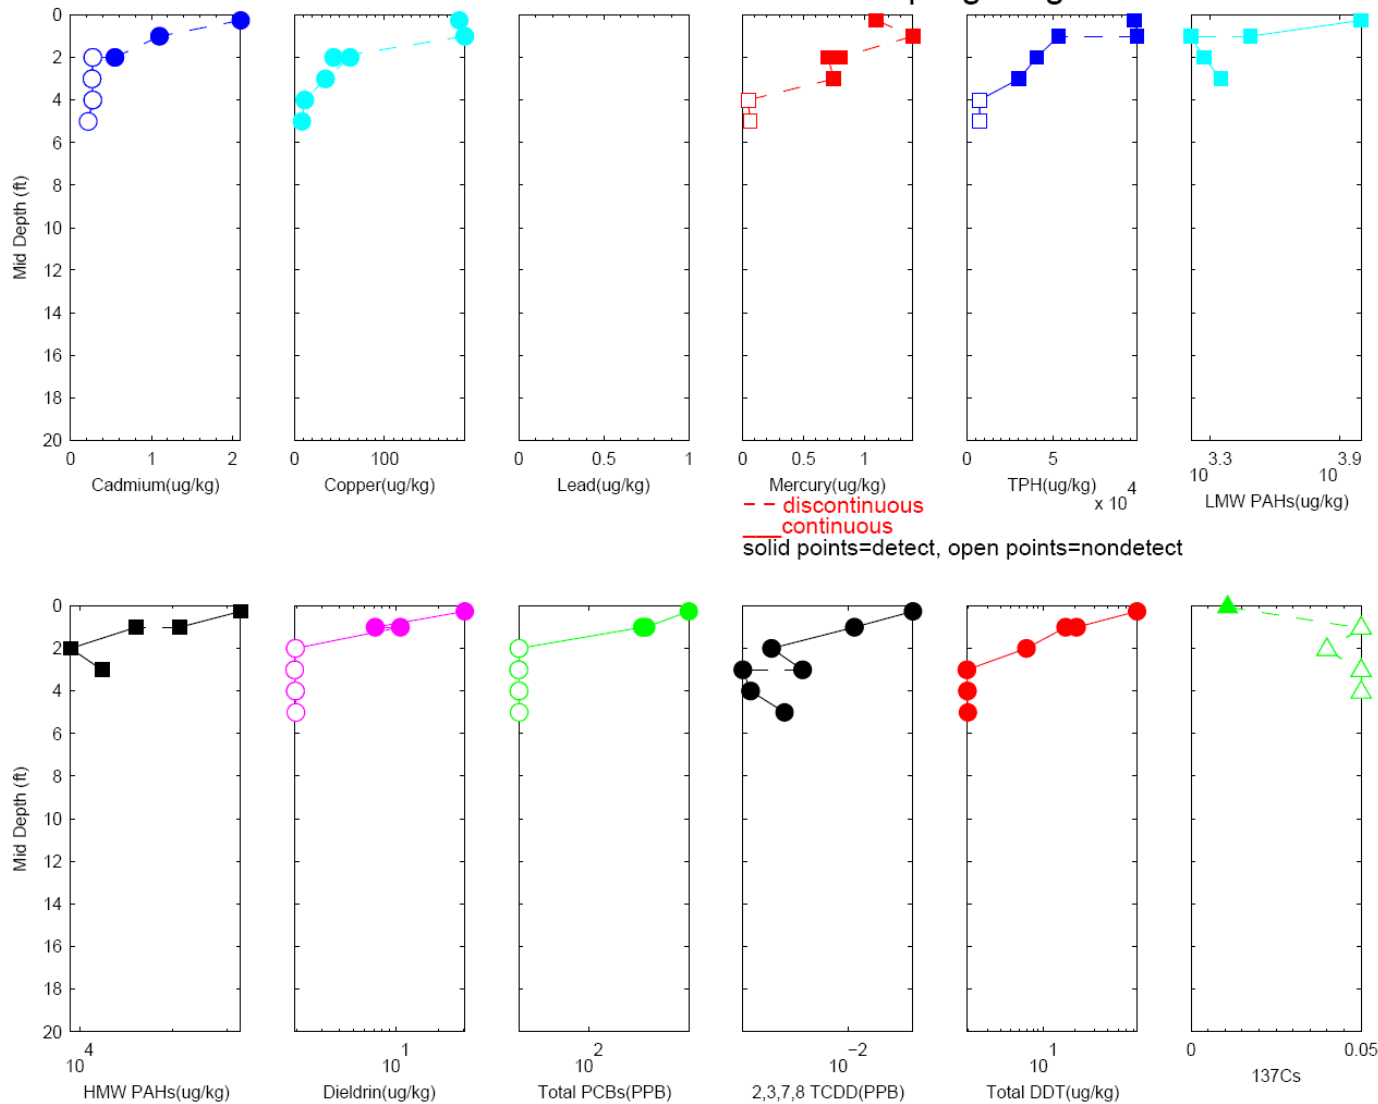 0
2
4
6
8
10
12
14
16
18
20
Mid Depth (ft)
0 1 2
Cadmium(ug/kg)
0 100
Copper(ug/kg)
0 0.5 1
Lead(ug/kg)
0 0.5 1
Mercury(ug/kg)
0 5
TPH(ug/kg)
x 10^4
10^3.3 10^3.9
LMW PAHs(ug/kg)
– – discontinuous
___continuous
solid points=detect, open points=nondetect
0
2
4
6
8
10
12
14
16
18
20
Mid Depth (ft)
10^4
HMW PAHs(ug/kg)
10^1
Dieldrin(ug/kg)
10^2
Total PCBs(PPB)
10^−2
2,3,7,8 TCDD(PPB)
10^1
Total DDT(ug/kg)
0 0.05
137Cs